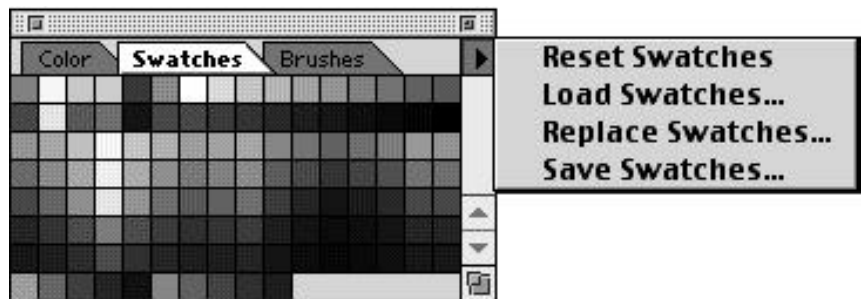 Color Swatches Brushes
Reset Swatches
Load Swatches...
Replace Swatches...
Save Swatches...